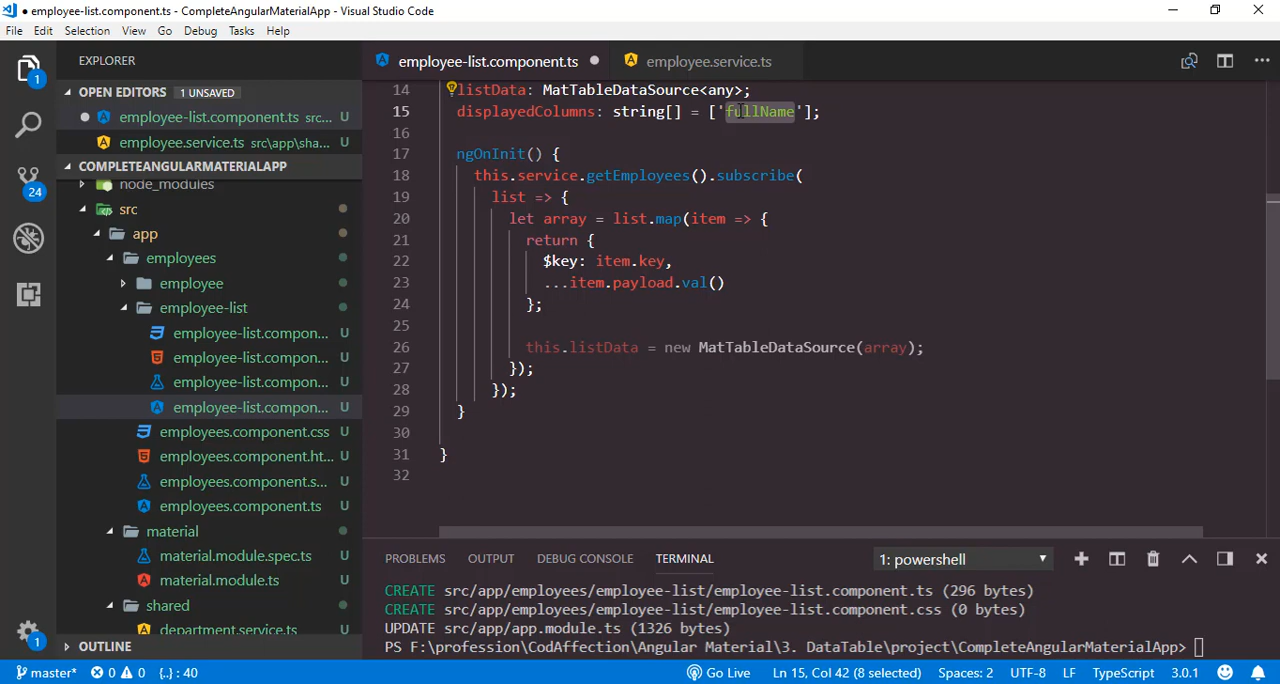 ● employee-list.component.ts - CompleteAngularMaterialApp - Visual Studio Code
File Edit Selection View Go Debug Tasks Help
EXPLORER
employee-list.component.ts ●
employee.service.ts
OPEN EDITORS 1 UNSAVED
employee-list.component.ts src...
employee.service.ts src\app\sha...
COMPLETEANGULARMATERIALAPP
node_modules
src
app
employees
employee
employee-list
employee-list.compon... U
employee-list.compon... U
employee-list.compon... U
employee-list.compon... U
employees.component.css U
employees.component.ht... U
employees.component.s... U
employees.component.ts U
material
material.module.spec.ts U
material.module.ts U
shared
department.service.ts U
OUTLINE
1
24
1
14 listData: MatTableDataSource<any>;
15 displayedColumns: string[] = ['fullName'];
16
17 ngOnInit() {
18 this.service.getEmployees().subscribe(
19 list => {
20 let array = list.map(item => {
21 return {
22 $key: item.key,
23 ...item.payload.val()
24 };
25
26 this.listData = new MatTableDataSource(array);
27 });
28 });
29 }
30
31 }
32
PROBLEMS OUTPUT DEBUG CONSOLE TERMINAL 1: powershell
CREATE src/app/employees/employee-list/employee-list.component.ts (296 bytes)
CREATE src/app/employees/employee-list/employee-list.component.css (0 bytes)
UPDATE src/app/app.module.ts (1326 bytes)
PS F:\profession\CodAffection\Angular Material\3. DataTable\project\CompleteAngularMaterialApp>
master* 0 0 {..} : 40 Go Live Ln 15, Col 42 (8 selected) Spaces: 2 UTF-8 LF TypeScript 3.0.1 1